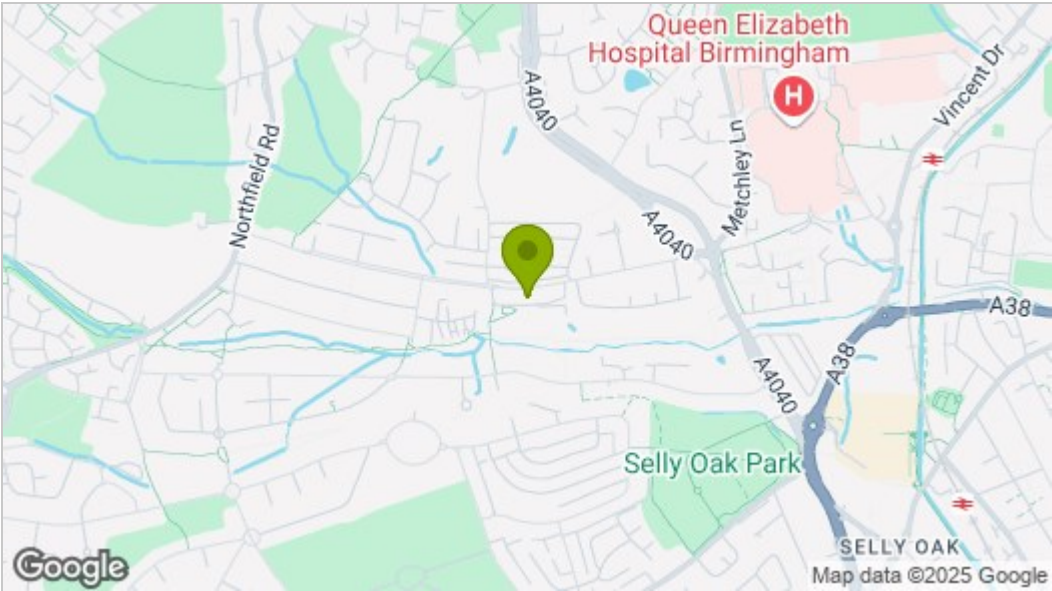 Queen Elizabeth
Hospital Birmingham
H
Vincent Dr
A4040
Metchley Ln
Northfield Rd
A4040
A38
A38
A4040
Selly Oak Park
SELLY OAK
Google
Map data ©2025 Google